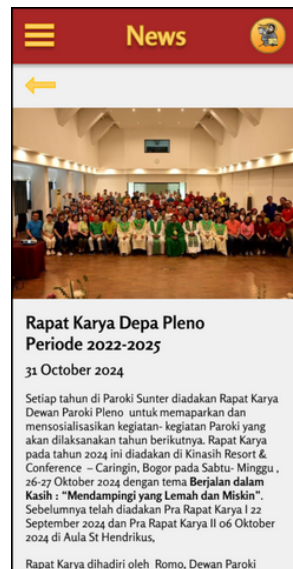 News
Rapat Karya Depa Pleno
Periode 2022-2025
31 October 2024
Setiap tahun di Paroki Sunter diadakan Rapat Karya
Dewan Paroki Pleno untuk memaparkan dan
mensosialisasikan kegiatan- kegiatan Paroki yang
akan dilaksanakan tahun berikutnya. Rapat Karya
pada tahun 2024 ini diadakan di Kinasih Resort &
Conference – Caringin, Bogor pada Sabtu- Minggu ,
26-27 Oktober 2024 dengan tema Berjalan dalam
Kasih : “Mendampingi yang Lemah dan Miskin”.
Sebelumnya telah diadakan Pra Rapat Karya I 22
September 2024 dan Pra Rapat Karya II 06 Oktober
2024 di Aula St Hendrikus,
Rapat Karya dihadiri oleh Romo, Dewan Paroki